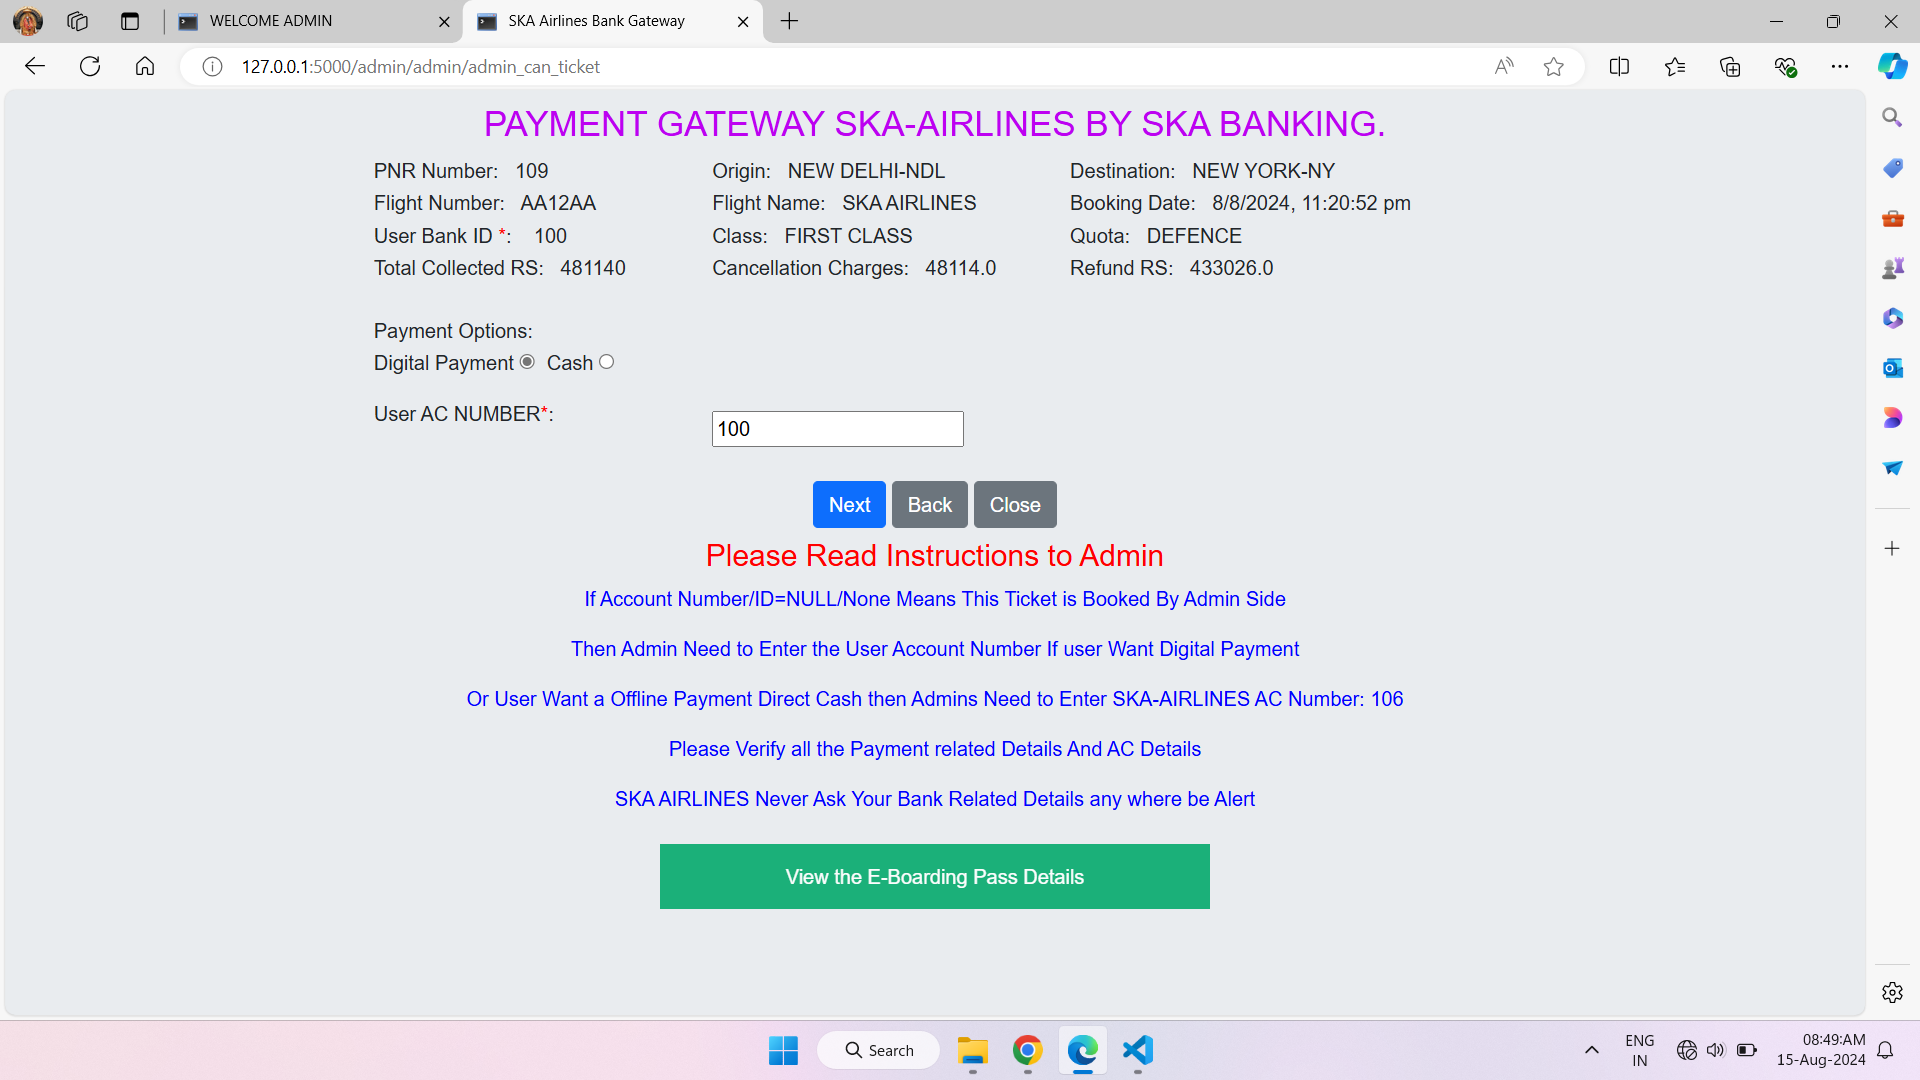 WELCOME ADMIN
SKA Airlines Bank Gateway
127.0.0.1:5000/admin/admin/admin_can_ticket
PAYMENT GATEWAY SKA-AIRLINES BY SKA BANKING.
PNR Number: 109 Origin: NEW DELHI-NDL Destination: NEW YORK-NY
Flight Number: AA12AA Flight Name: SKA AIRLINES Booking Date: 8/8/2024, 11:20:52 pm
User Bank ID *: 100 Class: FIRST CLASS Quota: DEFENCE
Total Collected RS: 481140 Cancellation Charges: 48114.0 Refund RS: 433026.0
Payment Options:
Digital Payment Cash
User AC NUMBER*: 100
Next Back Close
Please Read Instructions to Admin
If Account Number/ID=NULL/None Means This Ticket is Booked By Admin Side
Then Admin Need to Enter the User Account Number If user Want Digital Payment
Or User Want a Offline Payment Direct Cash then Admins Need to Enter SKA-AIRLINES AC Number: 106
Please Verify all the Payment related Details And AC Details
SKA AIRLINES Never Ask Your Bank Related Details any where be Alert
View the E-Boarding Pass Details
Search
ENG
IN
08:49:AM
15-Aug-2024